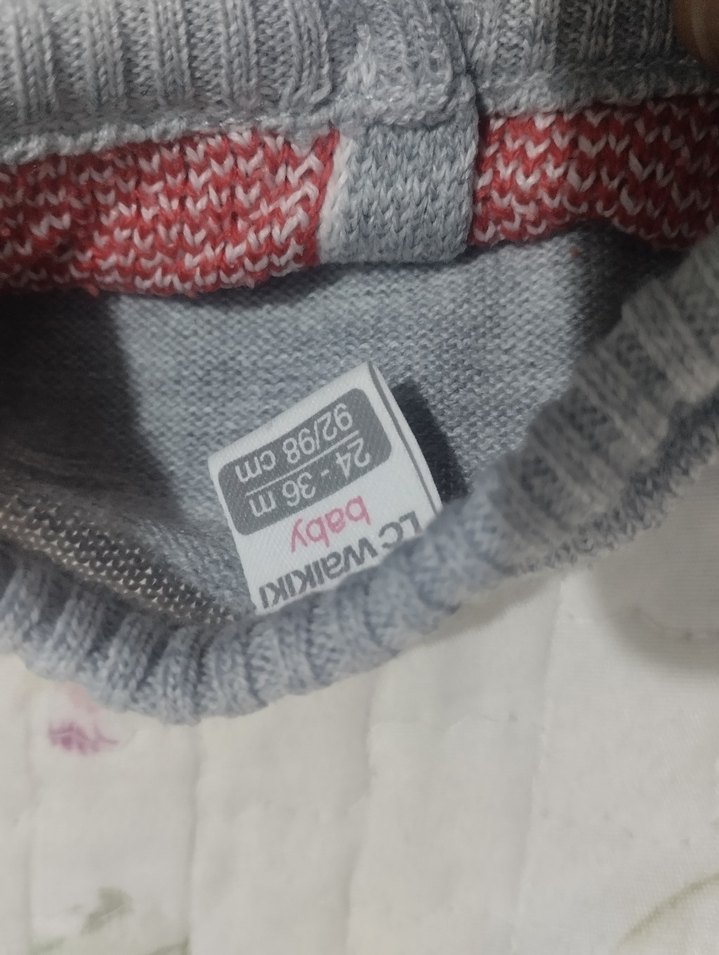 LC WAIKIKI
baby
24 - 36 m
92/98 cm